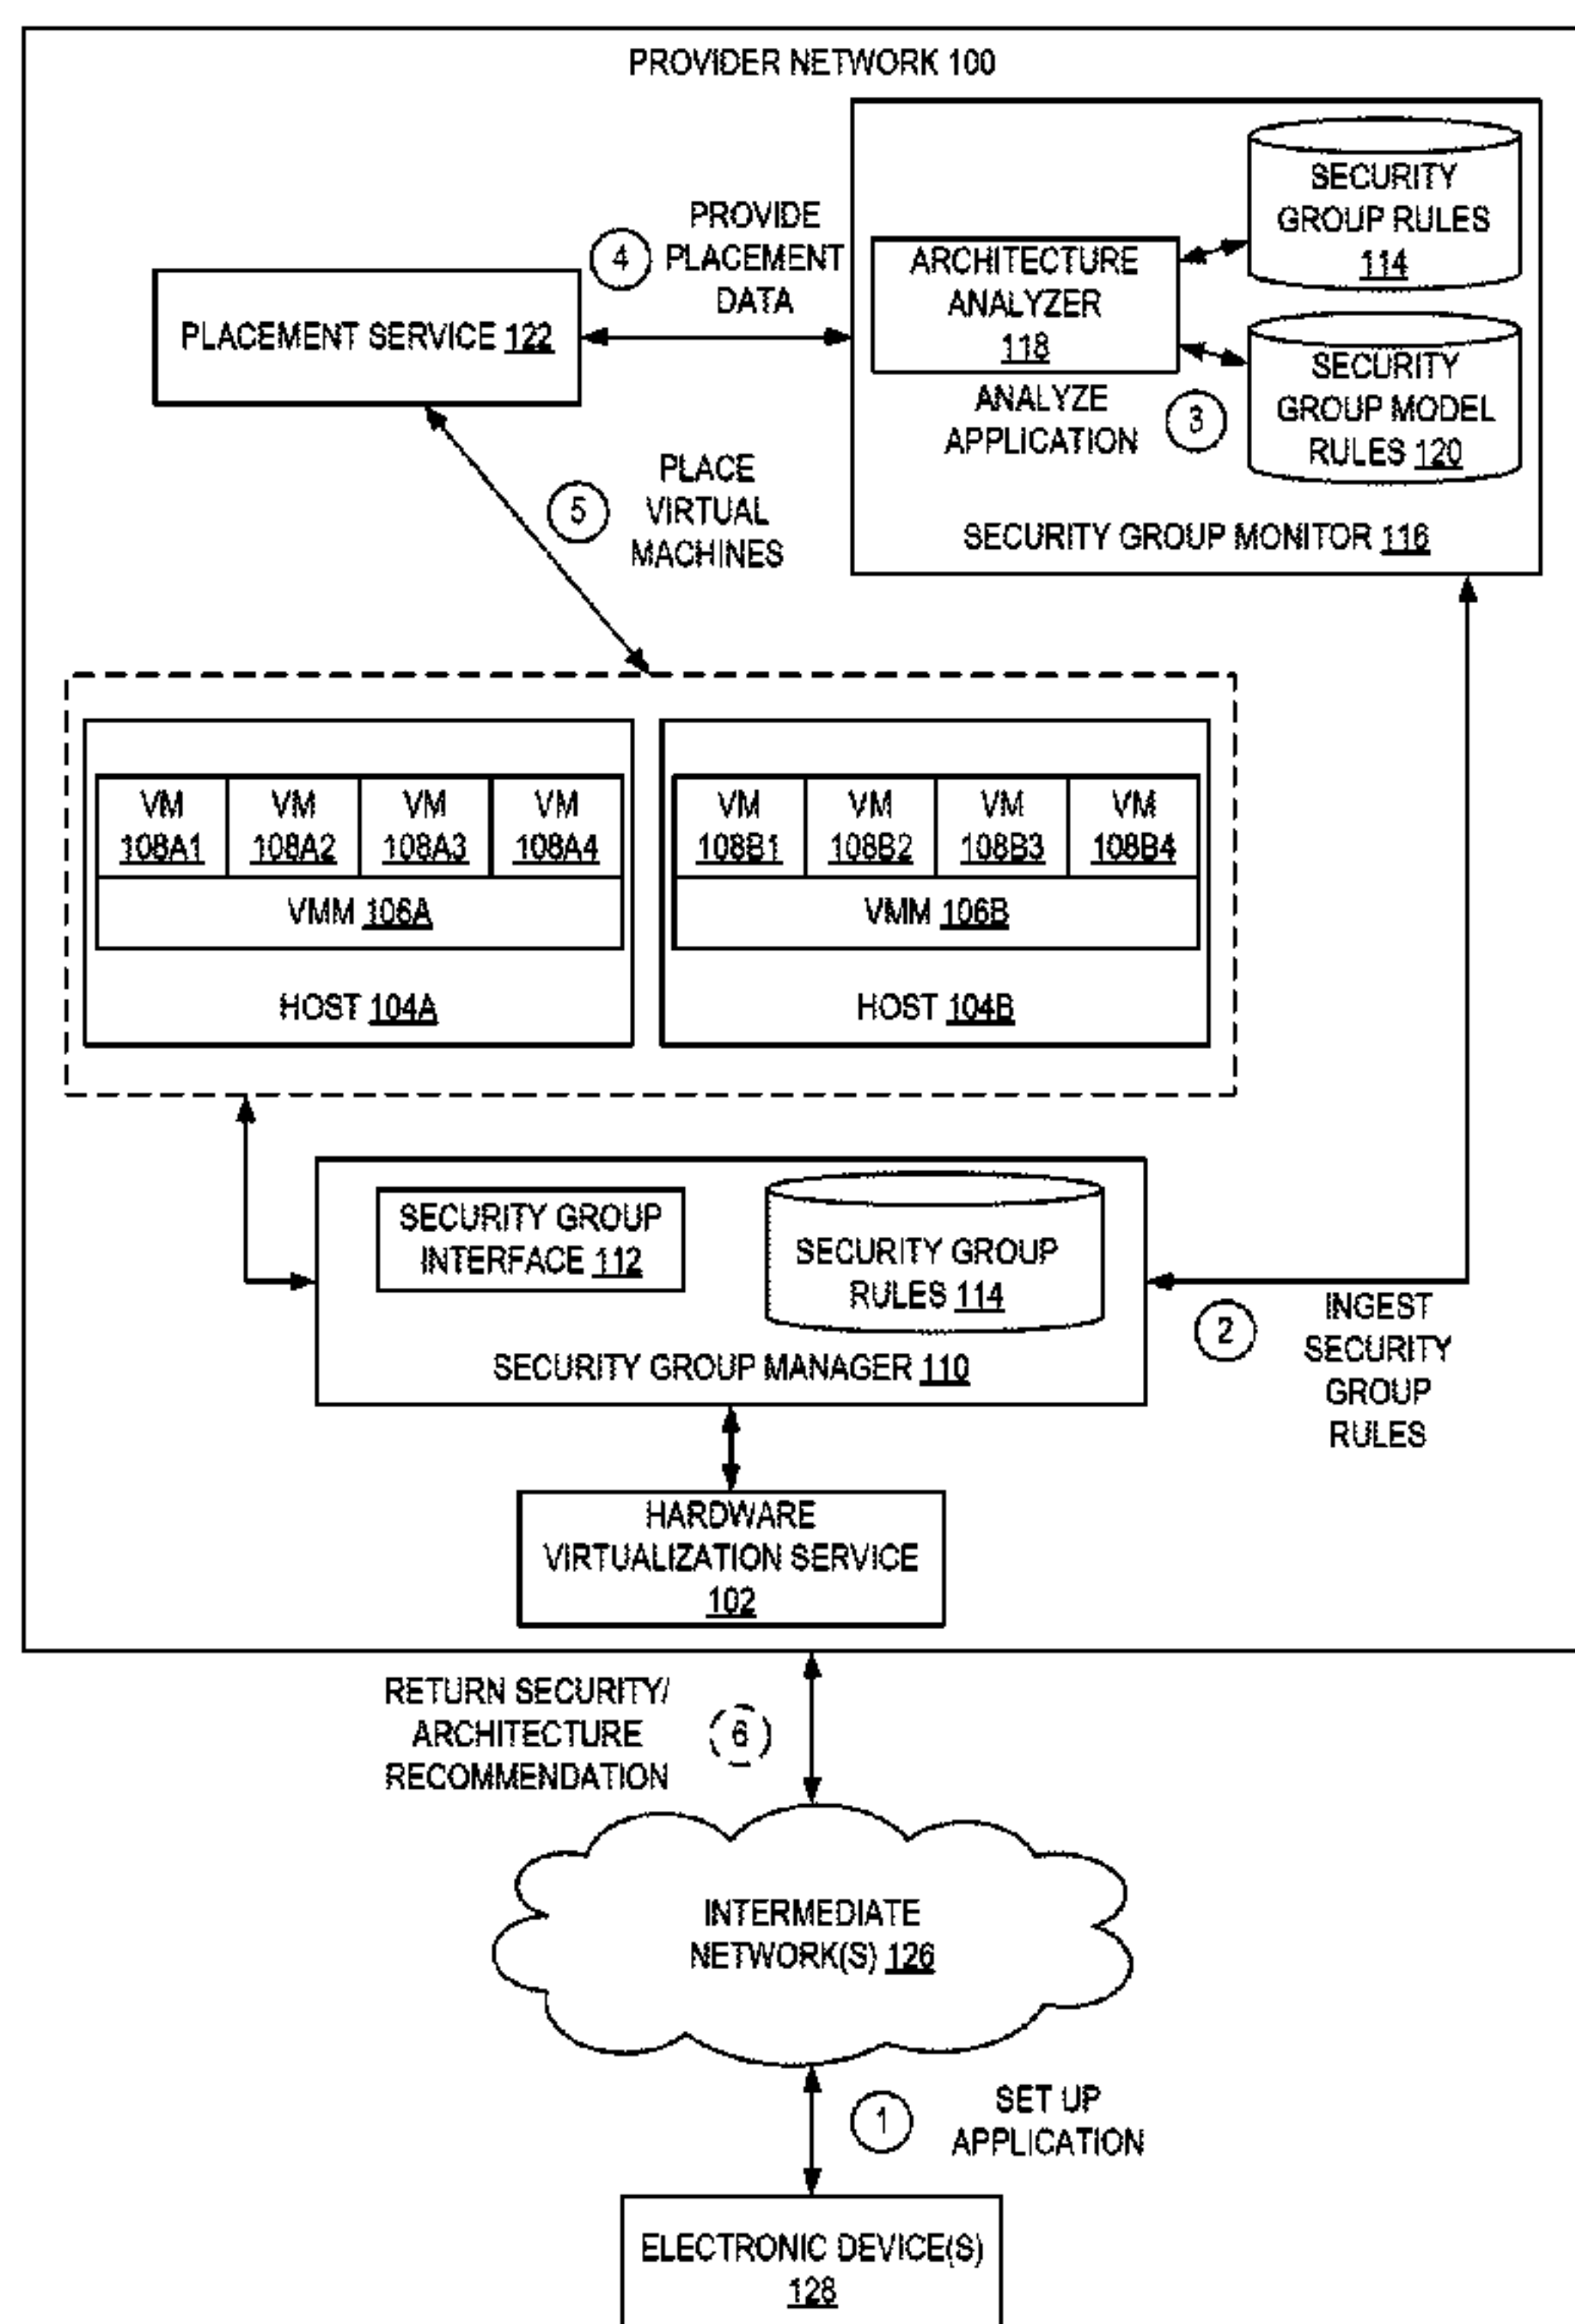 PROVIDER NETWORK 100
SECURITY
GROUP RULES
114
PROVIDE
PLACEMENT
DATA
4
ARCHITECTURE
ANALYZER
118
PLACEMENT SERVICE 122
SECURITY
GROUP MODEL
RULES 120
ANALYZE
APPLICATION
3
PLACE
VIRTUAL
MACHINES
5
SECURITY GROUP MONITOR 116
VM
108A1
VM
108A2
VM
108A3
VM
108A4
VMM 106A
HOST 104A
VM
108B1
VM
108B2
VM
108B3
VM
108B4
VMM 106B
HOST 104B
SECURITY GROUP
INTERFACE 112
SECURITY GROUP
RULES 114
SECURITY GROUP MANAGER 110
2
INGEST
SECURITY
GROUP
RULES
HARDWARE
VIRTUALIZATION SERVICE
102
RETURN SECURITY/
ARCHITECTURE
RECOMMENDATION
6
INTERMEDIATE
NETWORK(S) 126
1
SET UP
APPLICATION
ELECTRONIC DEVICE(S)
128